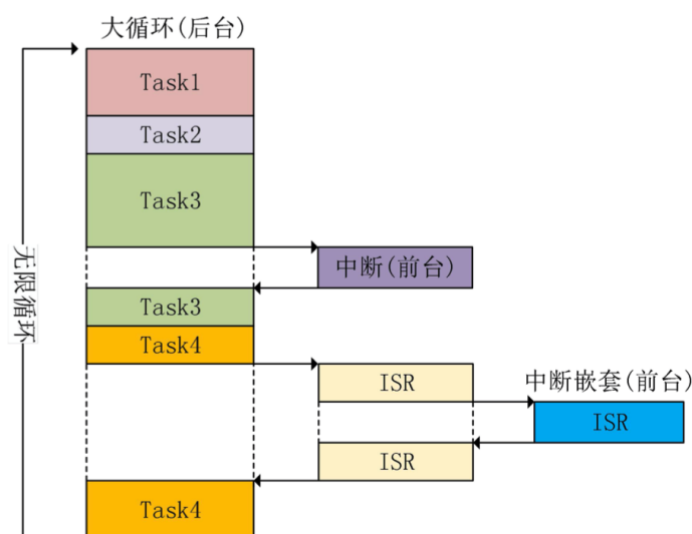 大循环(后台)
Task1
Task2
Task3
无限循环
中断(前台)
Task3
Task4
ISR
中断嵌套(前台)
ISR
ISR
Task4